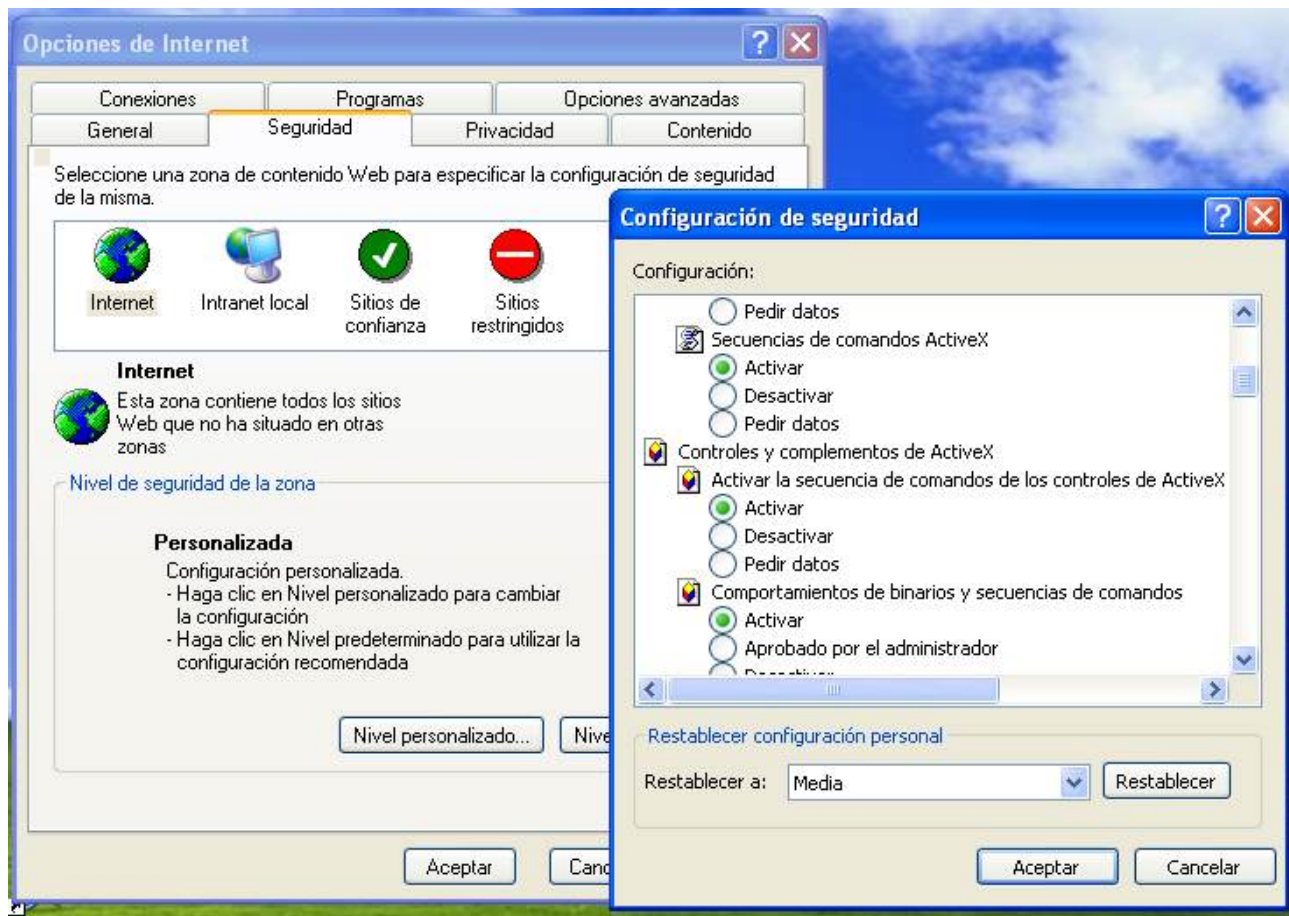 Opciones de Internet
Conexiones
Programas
Opciones avanzadas
General
Seguridad
Privacidad
Contenido
Seleccione una zona de contenido Web para especificar la configuración de seguridad
de la misma.
Internet
Intranet local
Sitios de
confianza
Sitios
restringidos
Internet
Esta zona contiene todos los sitios
Web que no ha situado en otras
zonas
Nivel de seguridad de la zona
Personalizada
Configuración personalizada.
- Haga clic en Nivel personalizado para cambiar
la configuración
- Haga clic en Nivel predeterminado para utilizar la
configuración recomendada
Nivel personalizado...
Nive
Aceptar
Canc
Configuración de seguridad
Configuración:
Pedir datos
Secuencias de comandos ActiveX
Activar
Desactivar
Pedir datos
Controles y complementos de ActiveX
Activar la secuencia de comandos de los controles de ActiveX
Activar
Desactivar
Pedir datos
Comportamientos de binarios y secuencias de comandos
Activar
Aprobado por el administrador
Restablecer configuración personal
Restablecer a:
Media
Restablecer
Aceptar
Cancelar